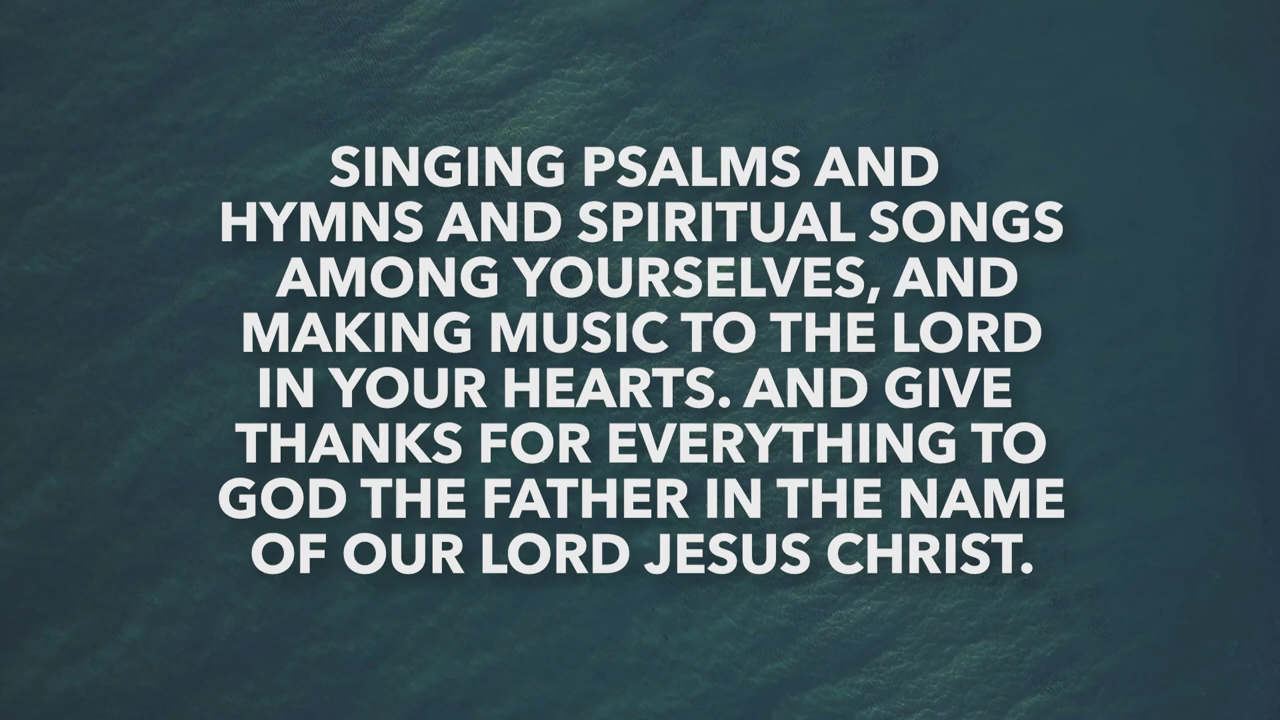 SINGING PSALMS AND
HYMNS AND SPIRITUAL SONGS
AMONG YOURSELVES, AND
MAKING MUSIC TO THE LORD
IN YOUR HEARTS. AND GIVE
THANKS FOR EVERYTHING TO
GOD THE FATHER IN THE NAME
OF OUR LORD JESUS CHRIST.